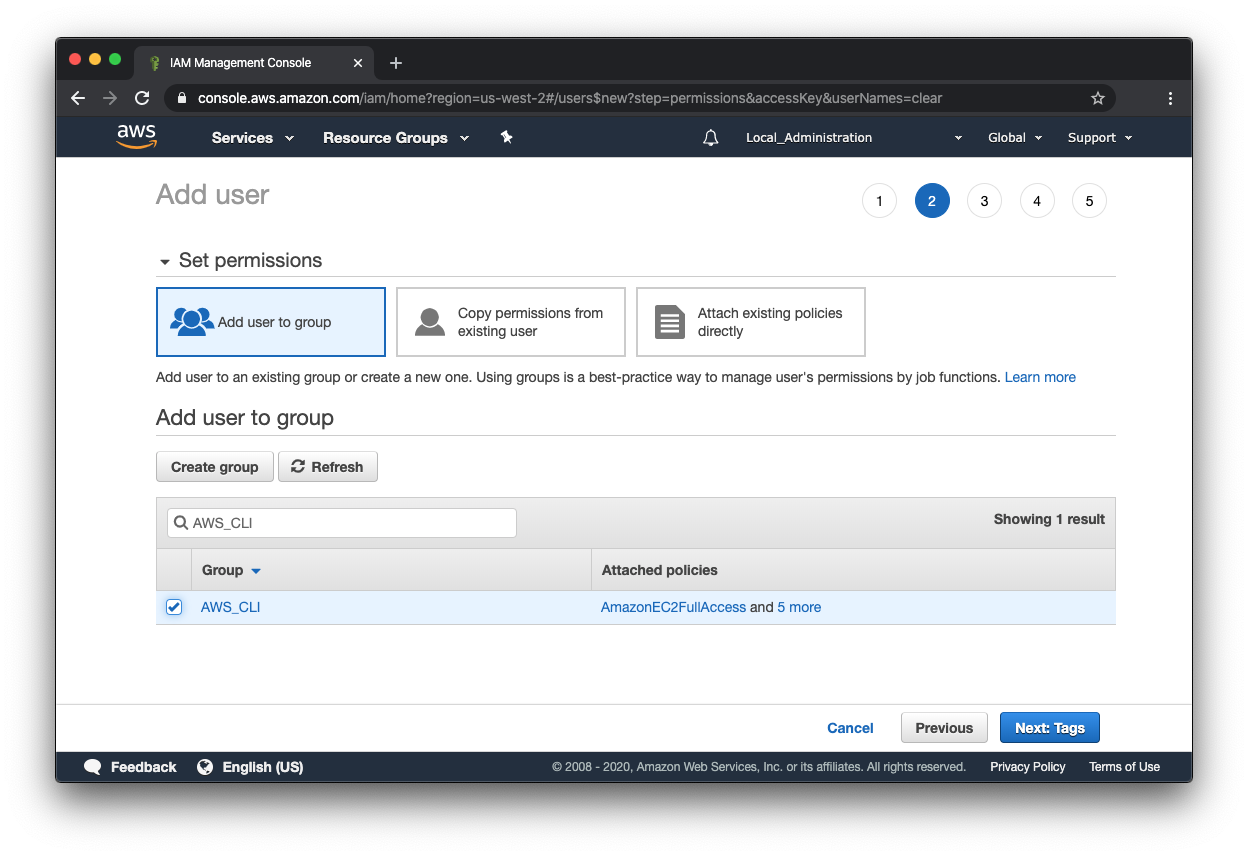 IAM Management Console
console.aws.amazon.com/iam/home?region=us-west-2#/users$new?step=permissions&accessKey&userNames=clear
aws Services Resource Groups Local_Administration Global Support
Add user 1 2 3 4 5
Set permissions
Add user to group
Copy permissions from
existing user
Attach existing policies
directly
Add user to an existing group or create a new one. Using groups is a best-practice way to manage user's permissions by job functions. Learn more
Add user to group
Create group Refresh
AWS_CLI Showing 1 result
Group Attached policies
AWS_CLI AmazonEC2FullAccess and 5 more
Cancel Previous Next: Tags
Feedback English (US) © 2008 - 2020, Amazon Web Services, Inc. or its affiliates. All rights reserved. Privacy Policy Terms of Use